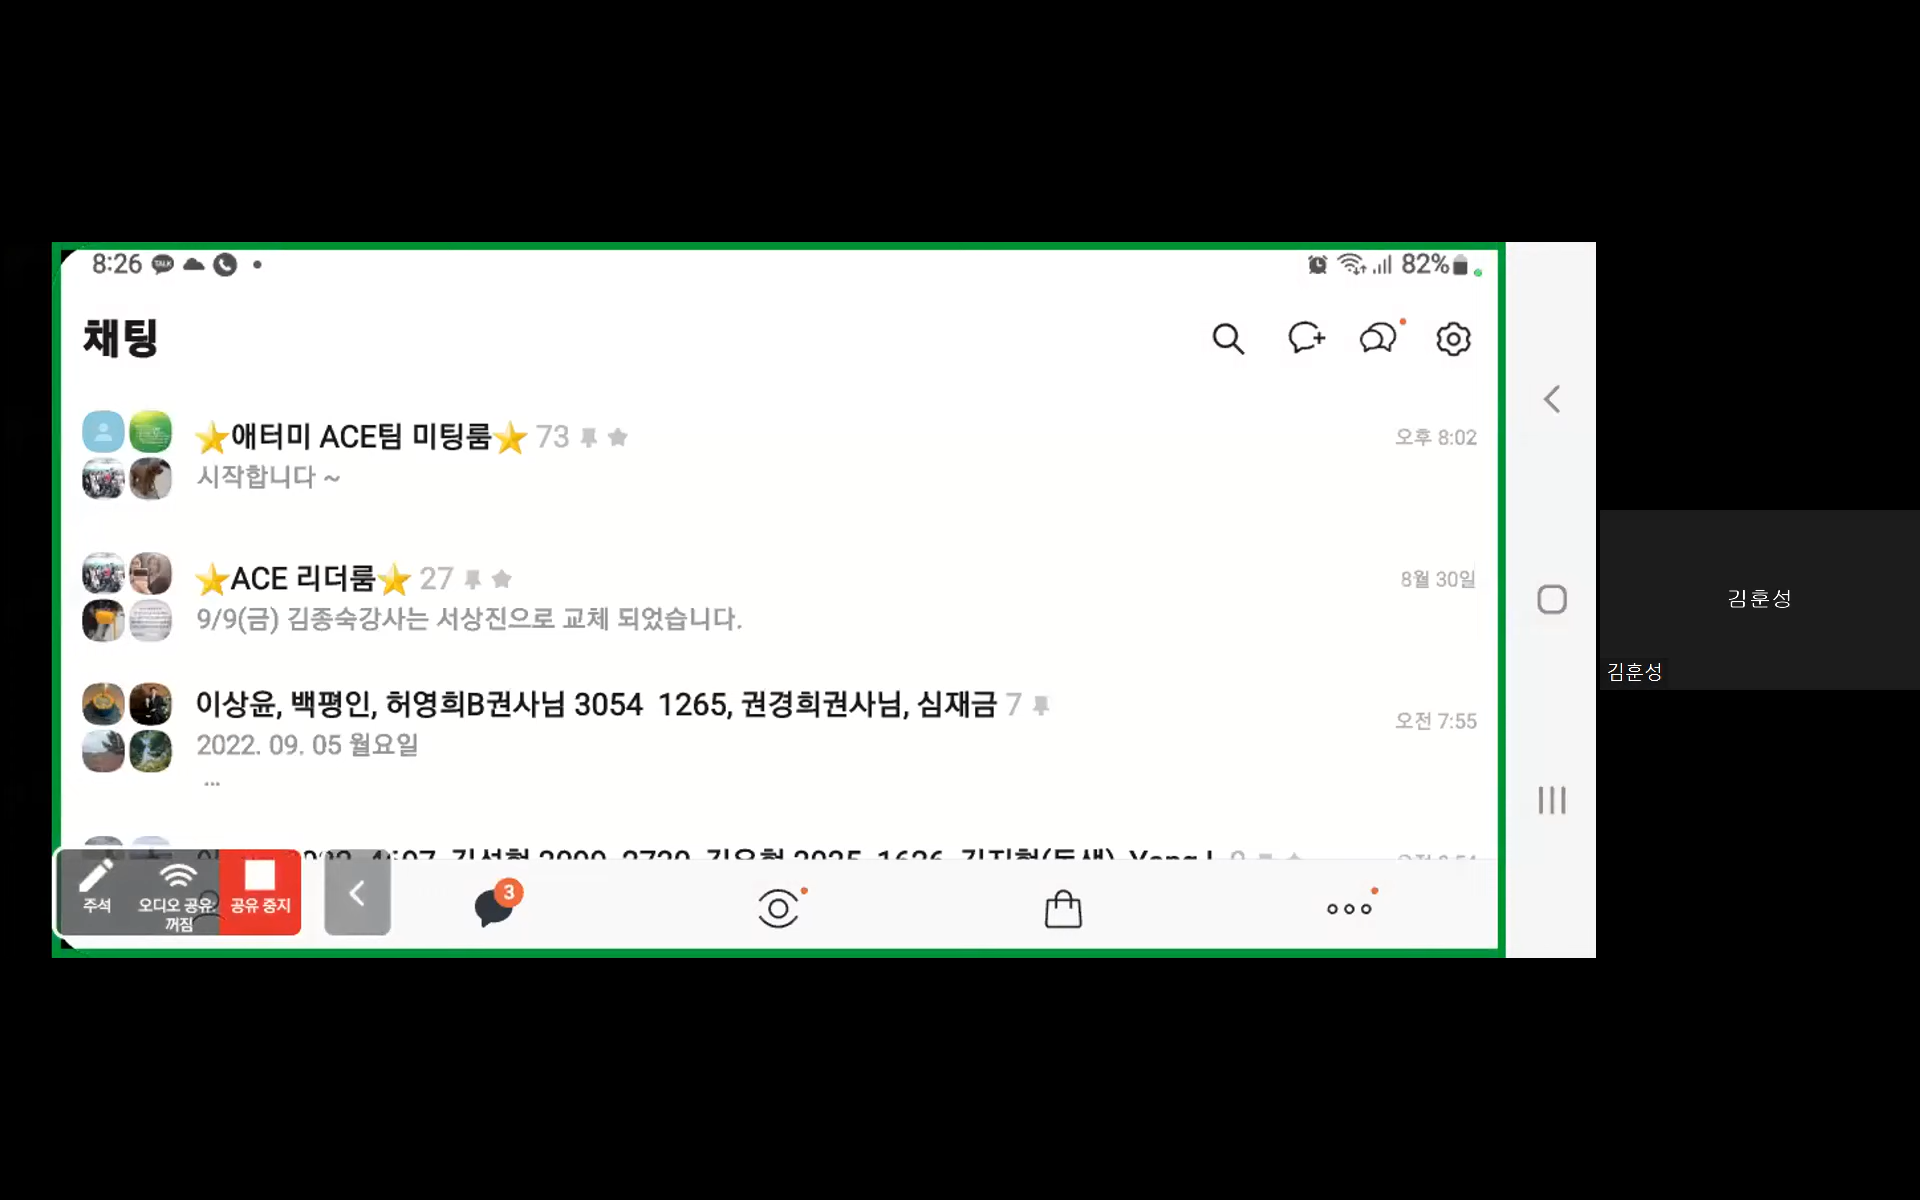 8:26 TALK 82%
채팅
⭐애터미 ACE팀 미팅룸⭐ 73 오후 8:02
시작합니다 ~
⭐ACE 리더룸⭐ 27 8월 30일
9/9(금) 김종숙강사는 서상진으로 교체 되었습니다.
이상윤, 백평인, 허영희B권사님 3054 1265, 권경희권사님, 심재금 7 오전 7:55
2022. 09. 05 월요일
...
주석
오디오 공유: 꺼짐
공유 중지
3
김훈성
김훈성